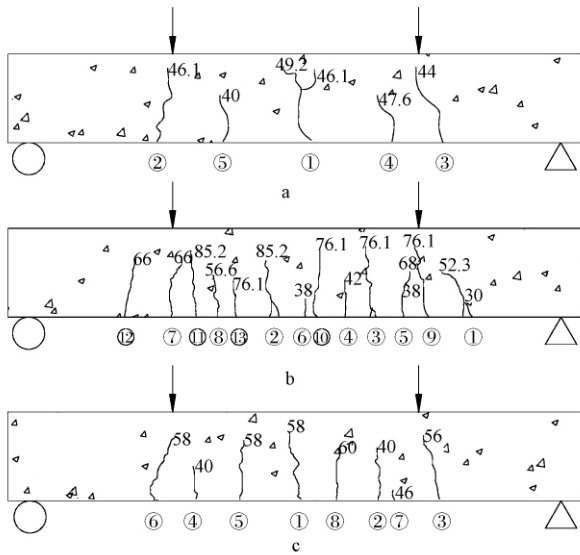 49.2
46.1 46.1 44
40 47.6
② ⑤ ① ④ ③
a
76.1 76.1 76.1
66 66 85.2 85.2 68 52.3
56.6 76.1 38 42 38 30
⑫ ⑦ ⑪ ⑧ ⑬ ② ⑥ ⑩ ④ ③ ⑤ ⑨ ①
b
58 58 58 60 40 56
40 46
⑥ ④ ⑤ ① ⑧ ② ⑦ ③
c